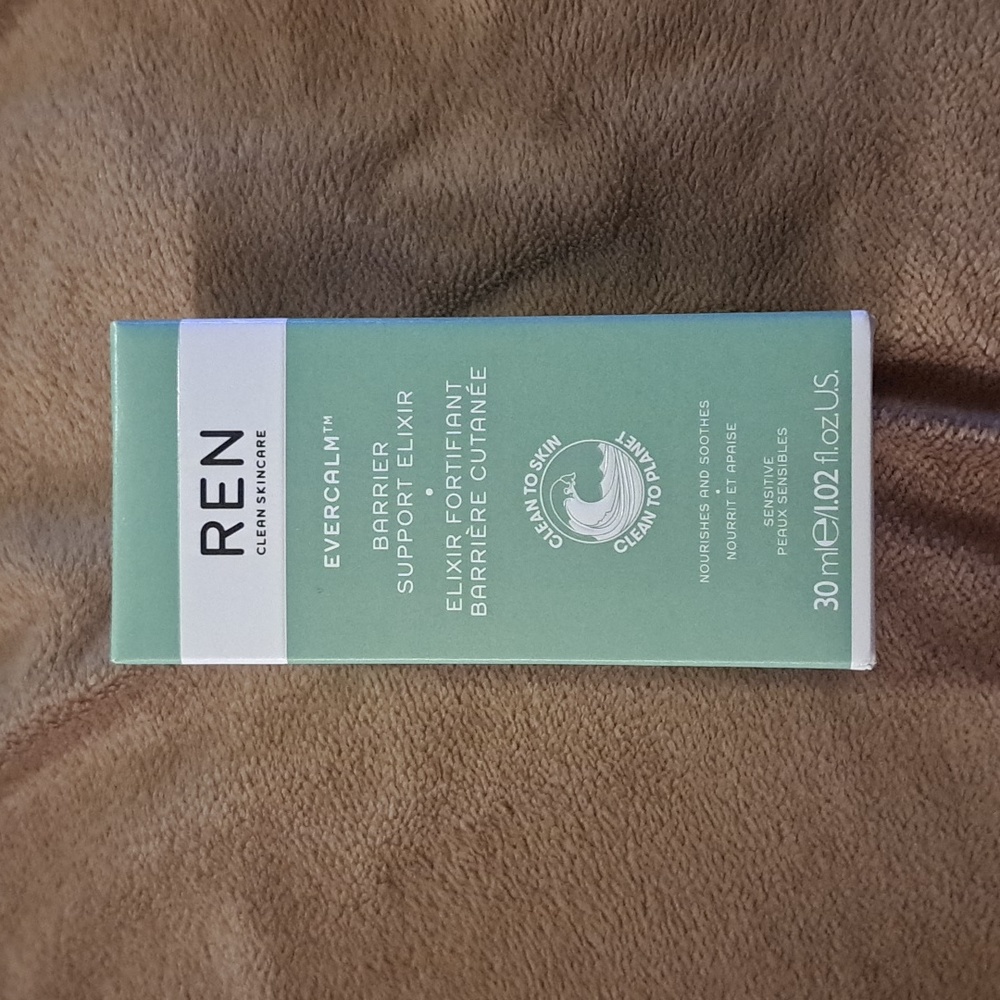 REN
CLEAN SKINCARE
EVERCALM™
BARRIER
SUPPORT ELIXIR
•
ELIXIR FORTIFIANT
BARRIÈRE CUTANÉE
CLEAN TO SKIN
CLEAN TO PLANET
NOURISHES AND SOOTHES
•
NOURRIT ET APAISE
SENSITIVE
PEAUX SENSIBLES
30 ml℮/1.02 fl.oz.U.S.